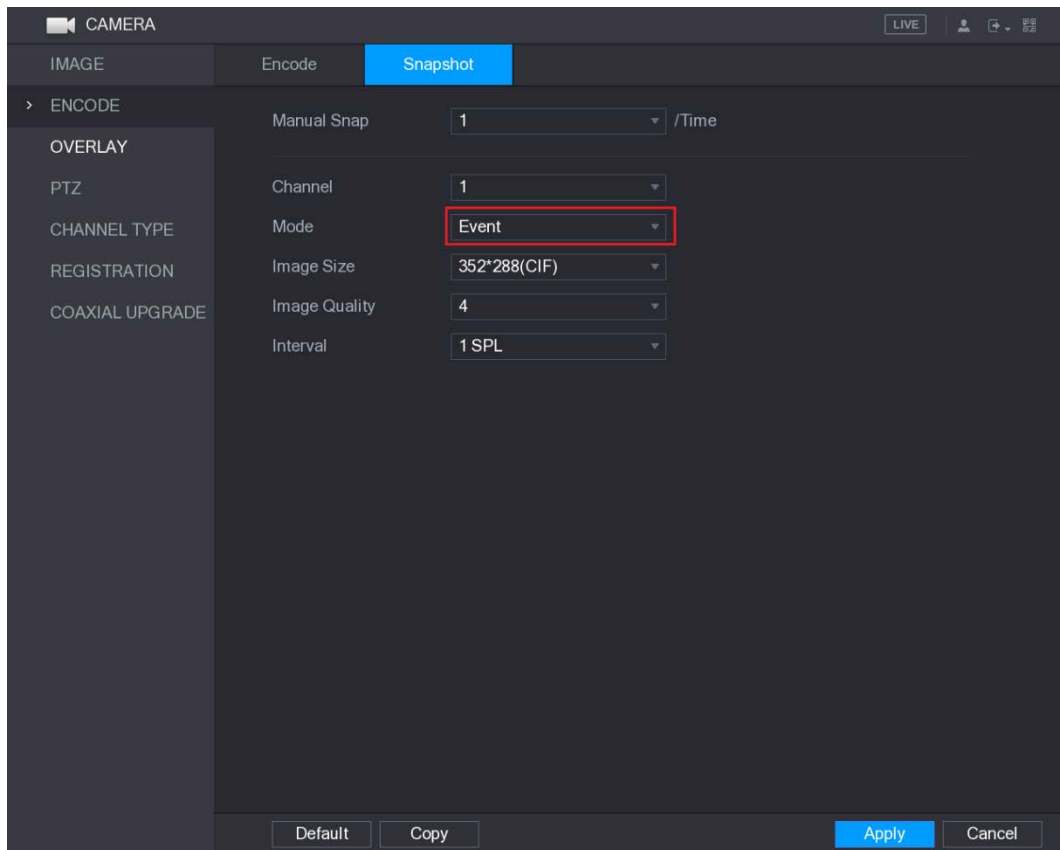 CAMERA
LIVE
IMAGE
ENCODE
OVERLAY
PTZ
CHANNEL TYPE
REGISTRATION
COAXIAL UPGRADE
Encode Snapshot
Manual Snap 1 /Time
Channel 1
Mode Event
Image Size 352*288(CIF)
Image Quality 4
Interval 1 SPL
Default Copy Apply Cancel